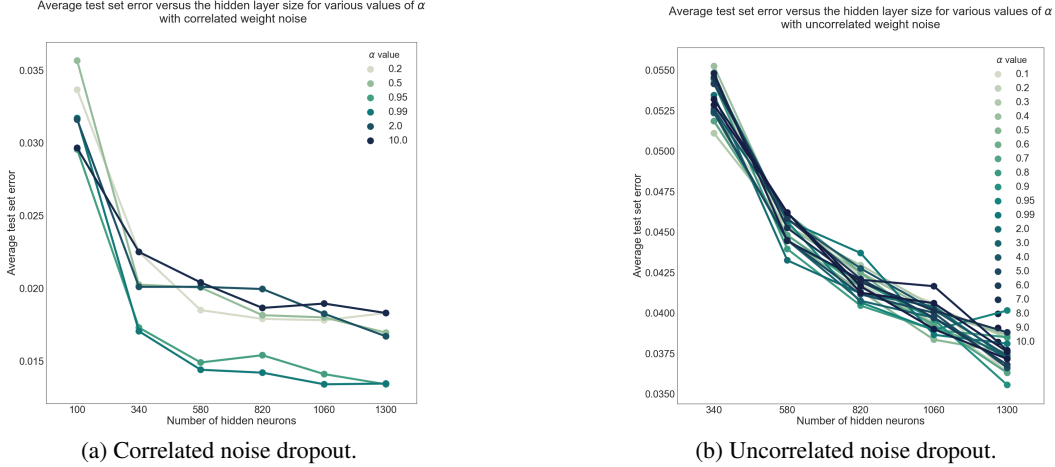 Average test set error versus the hidden layer size for various values of α
with correlated weight noise
α value
0.2
0.5
0.95
0.99
2.0
10.0
0.035
0.030
0.025
0.020
0.015
Average test set error
100 340 580 820 1060 1300
Number of hidden neurons
(a) Correlated noise dropout.
Average test set error versus the hidden layer size for various values of α
with uncorrelated weight noise
α value
0.1
0.2
0.3
0.4
0.5
0.6
0.7
0.8
0.9
0.95
0.99
2.0
3.0
4.0
5.0
6.0
7.0
8.0
9.0
10.0
0.0550
0.0525
0.0500
0.0475
0.0450
0.0425
0.0400
0.0375
0.0350
Average test set error
340 580 820 1060 1300
Number of hidden neurons
(b) Uncorrelated noise dropout.